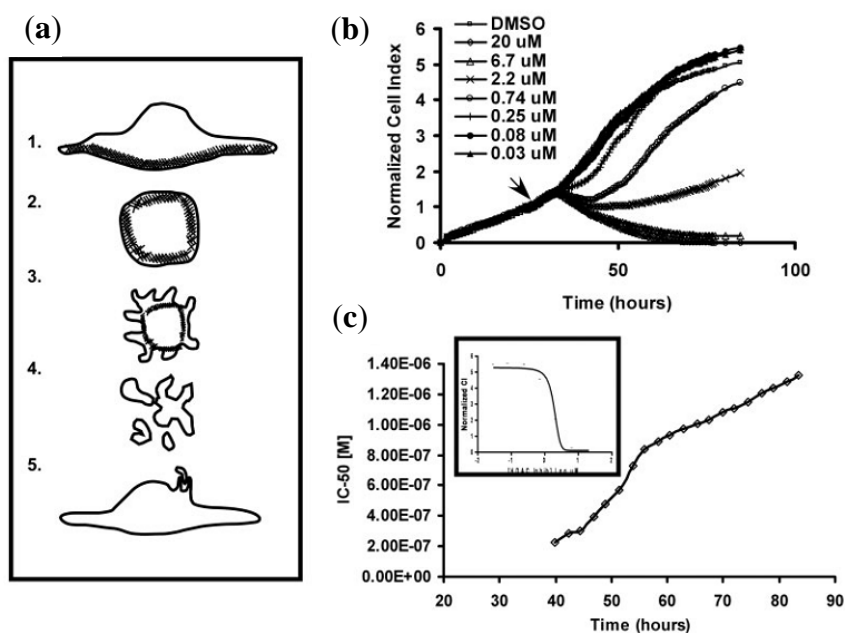 (a)
1.
2.
3.
4.
5.
(b)
Normalized Cell Index
6
5
4
3
2
1
0
DMSO
20 uM
6.7 uM
2.2 uM
0.74 uM
0.25 uM
0.08 uM
0.03 uM
0
50
100
Time (hours)
(c)
IC-50 [M]
1.40E-06
1.20E-06
1.00E-06
8.00E-07
6.00E-07
4.00E-07
2.00E-07
0.00E+00
Normalized CI
20
30
40
50
60
70
80
90
Time (hours)